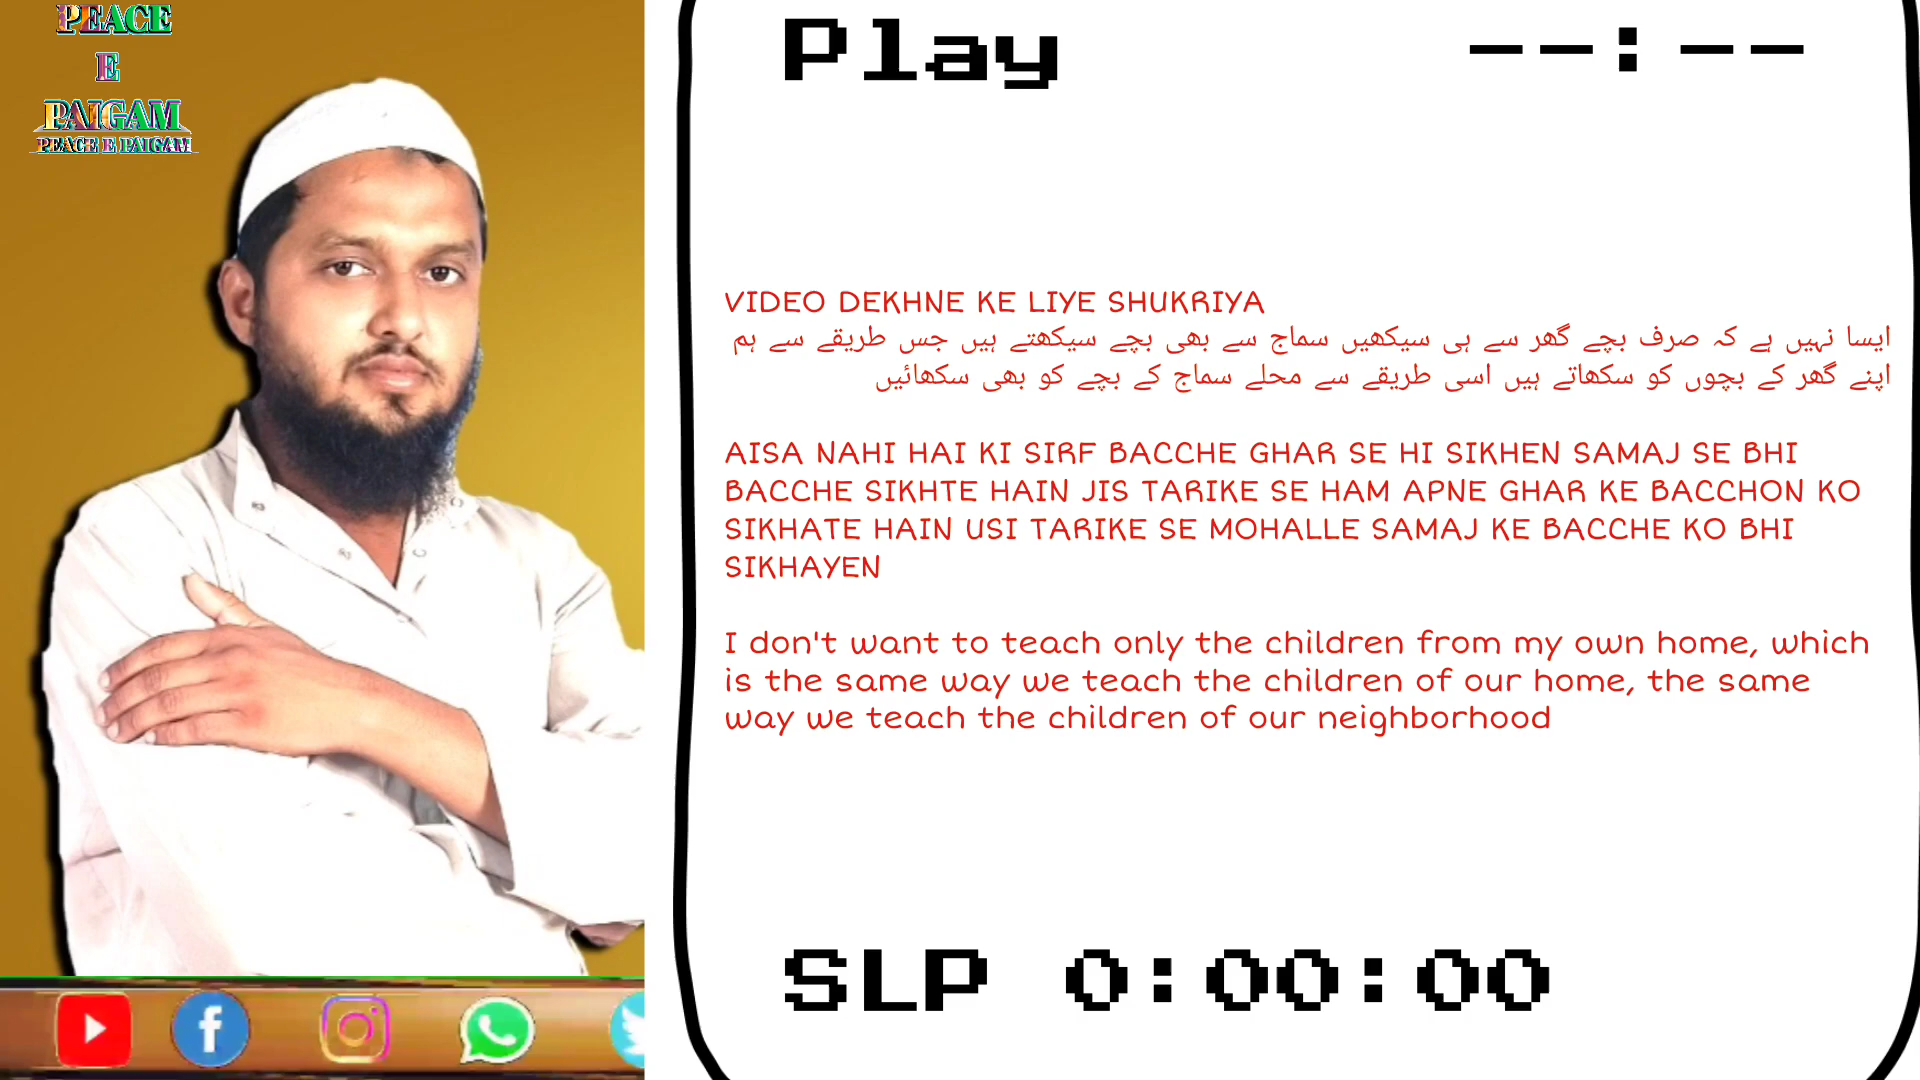 PEACE
E
PAIGAM
PEACE E PAIGAM
Play --:--
VIDEO DEKHNE KE LIYE SHUKRIYA
ایسا نہیں ہے کہ صرف بچے گھر سے ہی سیکھیں سماج سے بھی بچے سیکھتے ہیں جس طریقے سے ہم
اپنے گھر کے بچوں کو سکھاتے ہیں اسی طریقے سے محلے سماج کے بچے کو بھی سکھائیں
AISA NAHI HAI KI SIRF BACCHE GHAR SE HI SIKHEN SAMAJ SE BHI
BACCHE SIKHTE HAIN JIS TARIKE SE HAM APNE GHAR KE BACCHON KO
SIKHATE HAIN USI TARIKE SE MOHALLE SAMAJ KE BACCHE KO BHI
SIKHAYEN
I don't want to teach only the children from my own home, which
is the same way we teach the children of our home, the same
way we teach the children of our neighborhood
SLP 0:00:00